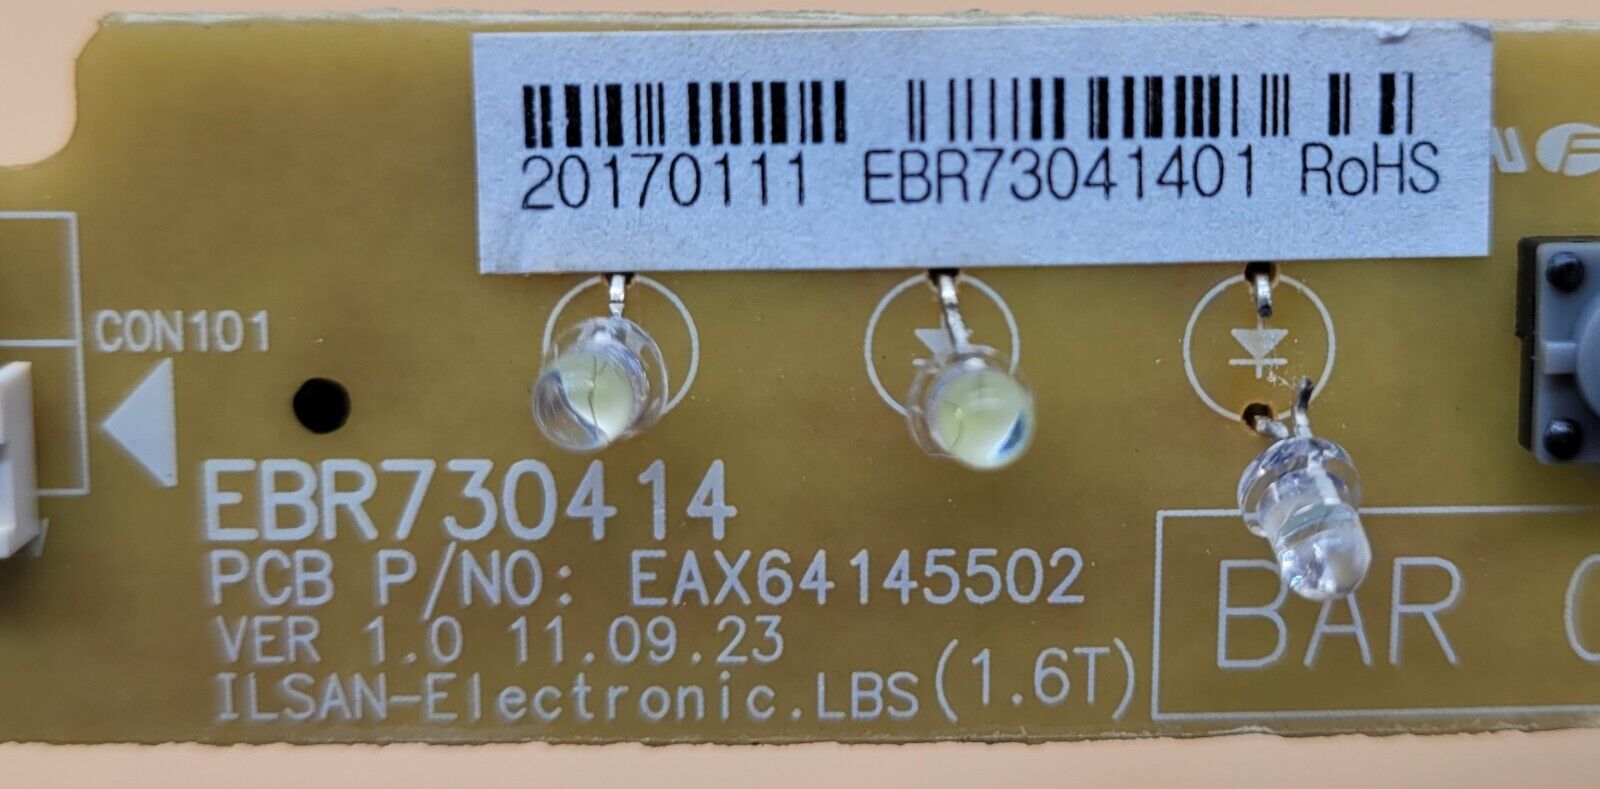 20170111 EBR73041401 RoHS
CON101
EBR730414
PCB P/NO: EAX64145502
VER 1.0 11.09.23
ILSAN-Electronic.LBS(1.6T)
BAR